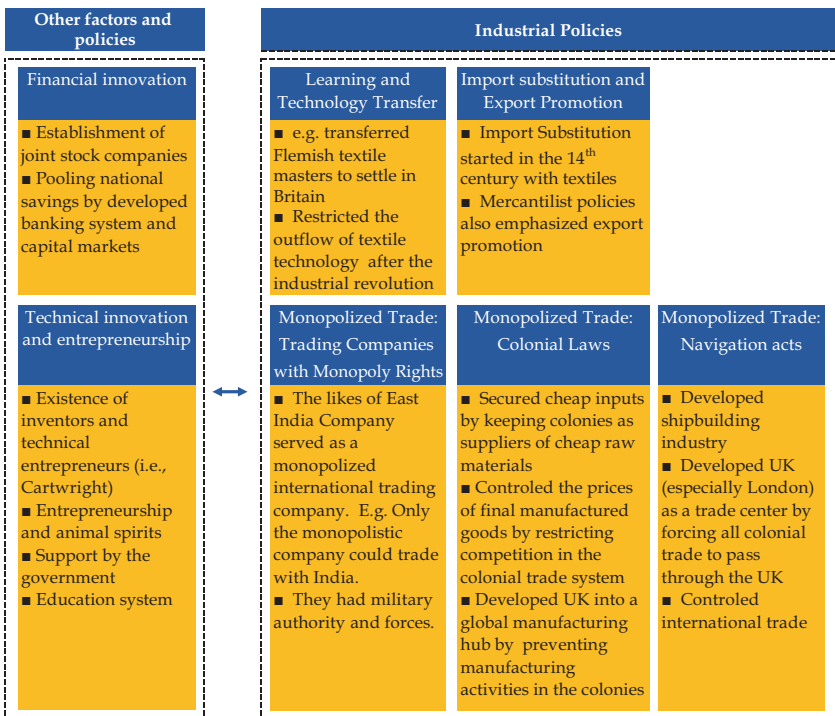 Other factors and
policies
Industrial Policies
Financial innovation
■ Establishment of
joint stock companies
■ Pooling national
savings by developed
banking system and
capital markets
Learning and
Technology Transfer
■ e.g. transferred
Flemish textile
masters to settle in
Britain
■ Restricted the
outflow of textile
technology after the
industrial revolution
Import substitution and
Export Promotion
■ Import Substitution
started in the 14th
century with textiles
■ Mercantilist policies
also emphasized export
promotion
Technical innovation
and entrepreneurship
■ Existence of
inventors and
technical
entrepreneurs (i.e.,
Cartwright)
■ Entrepreneurship
and animal spirits
■ Support by the
government
■ Education system
Monopolized Trade:
Trading Companies
with Monopoly Rights
■ The likes of East
India Company
served as a
monopolized
international trading
company. E.g. Only
the monopolistic
company could trade
with India.
■ They had military
authority and forces.
Monopolized Trade:
Colonial Laws
■ Secured cheap inputs
by keeping colonies as
suppliers of cheap raw
materials
■ Controled the prices
of final manufactured
goods by restricting
competition in the
colonial trade system
■ Developed UK into a
global manufacturing
hub by preventing
manufacturing
activities in the colonies
Monopolized Trade:
Navigation acts
■ Developed
shipbuilding
industry
■ Developed UK
(especially London)
as a trade center by
forcing all colonial
trade to pass
through the UK
■ Controled
international trade